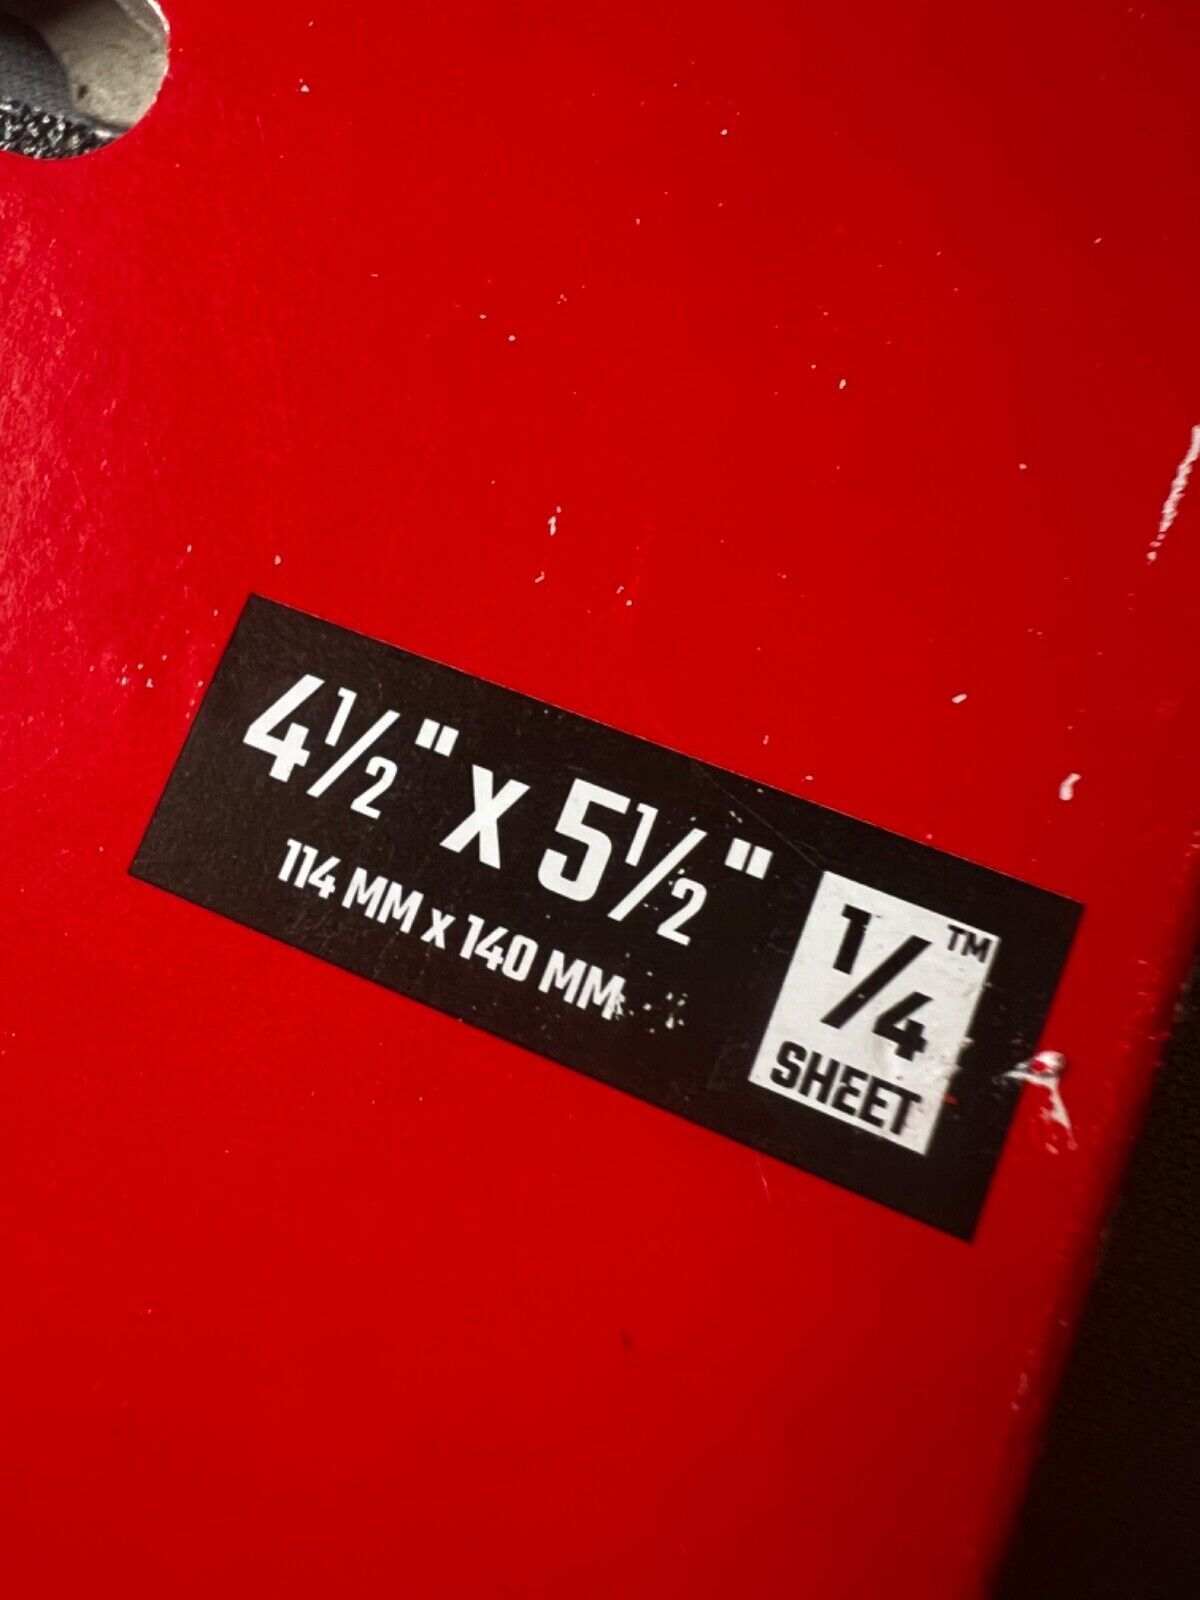 4½" x 5½"
114 MM x 140 MM
1/4™
SHEET